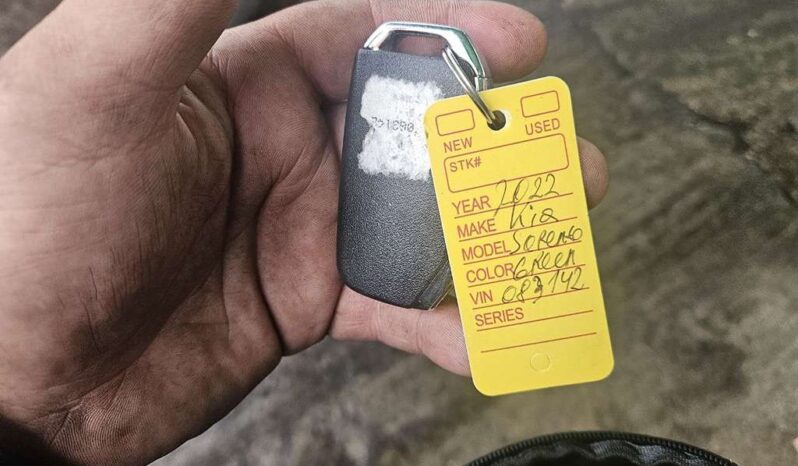 NEW USED
STK#
YEAR 2022
MAKE Kia
MODEL Sorento
COLOR Green
VIN 083142
SERIES